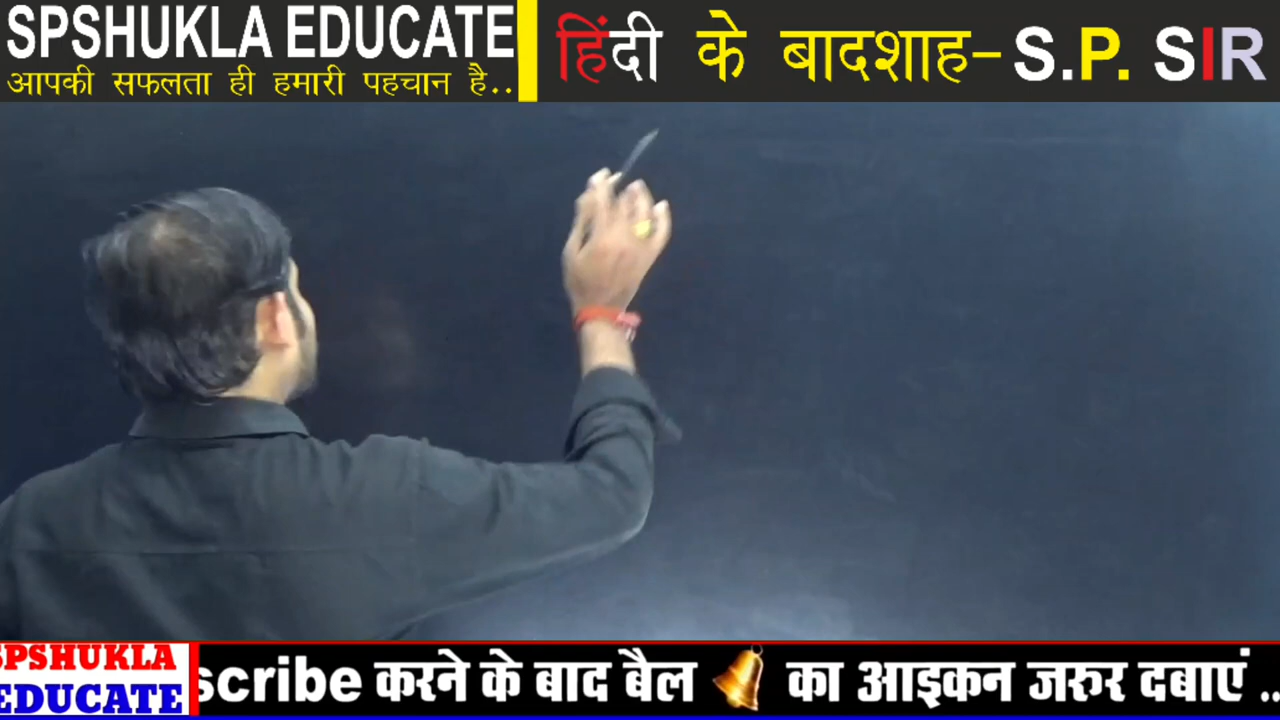 SPSHUKLA EDUCATE
आपकी सफलता ही हमारी पहचान है..
हिंदी के बादशाह-S.P. SIR
SPSHUKLA
EDUCATE
scribe करने के बाद बैल 🔔 का आइकन जरुर दबाएं ..